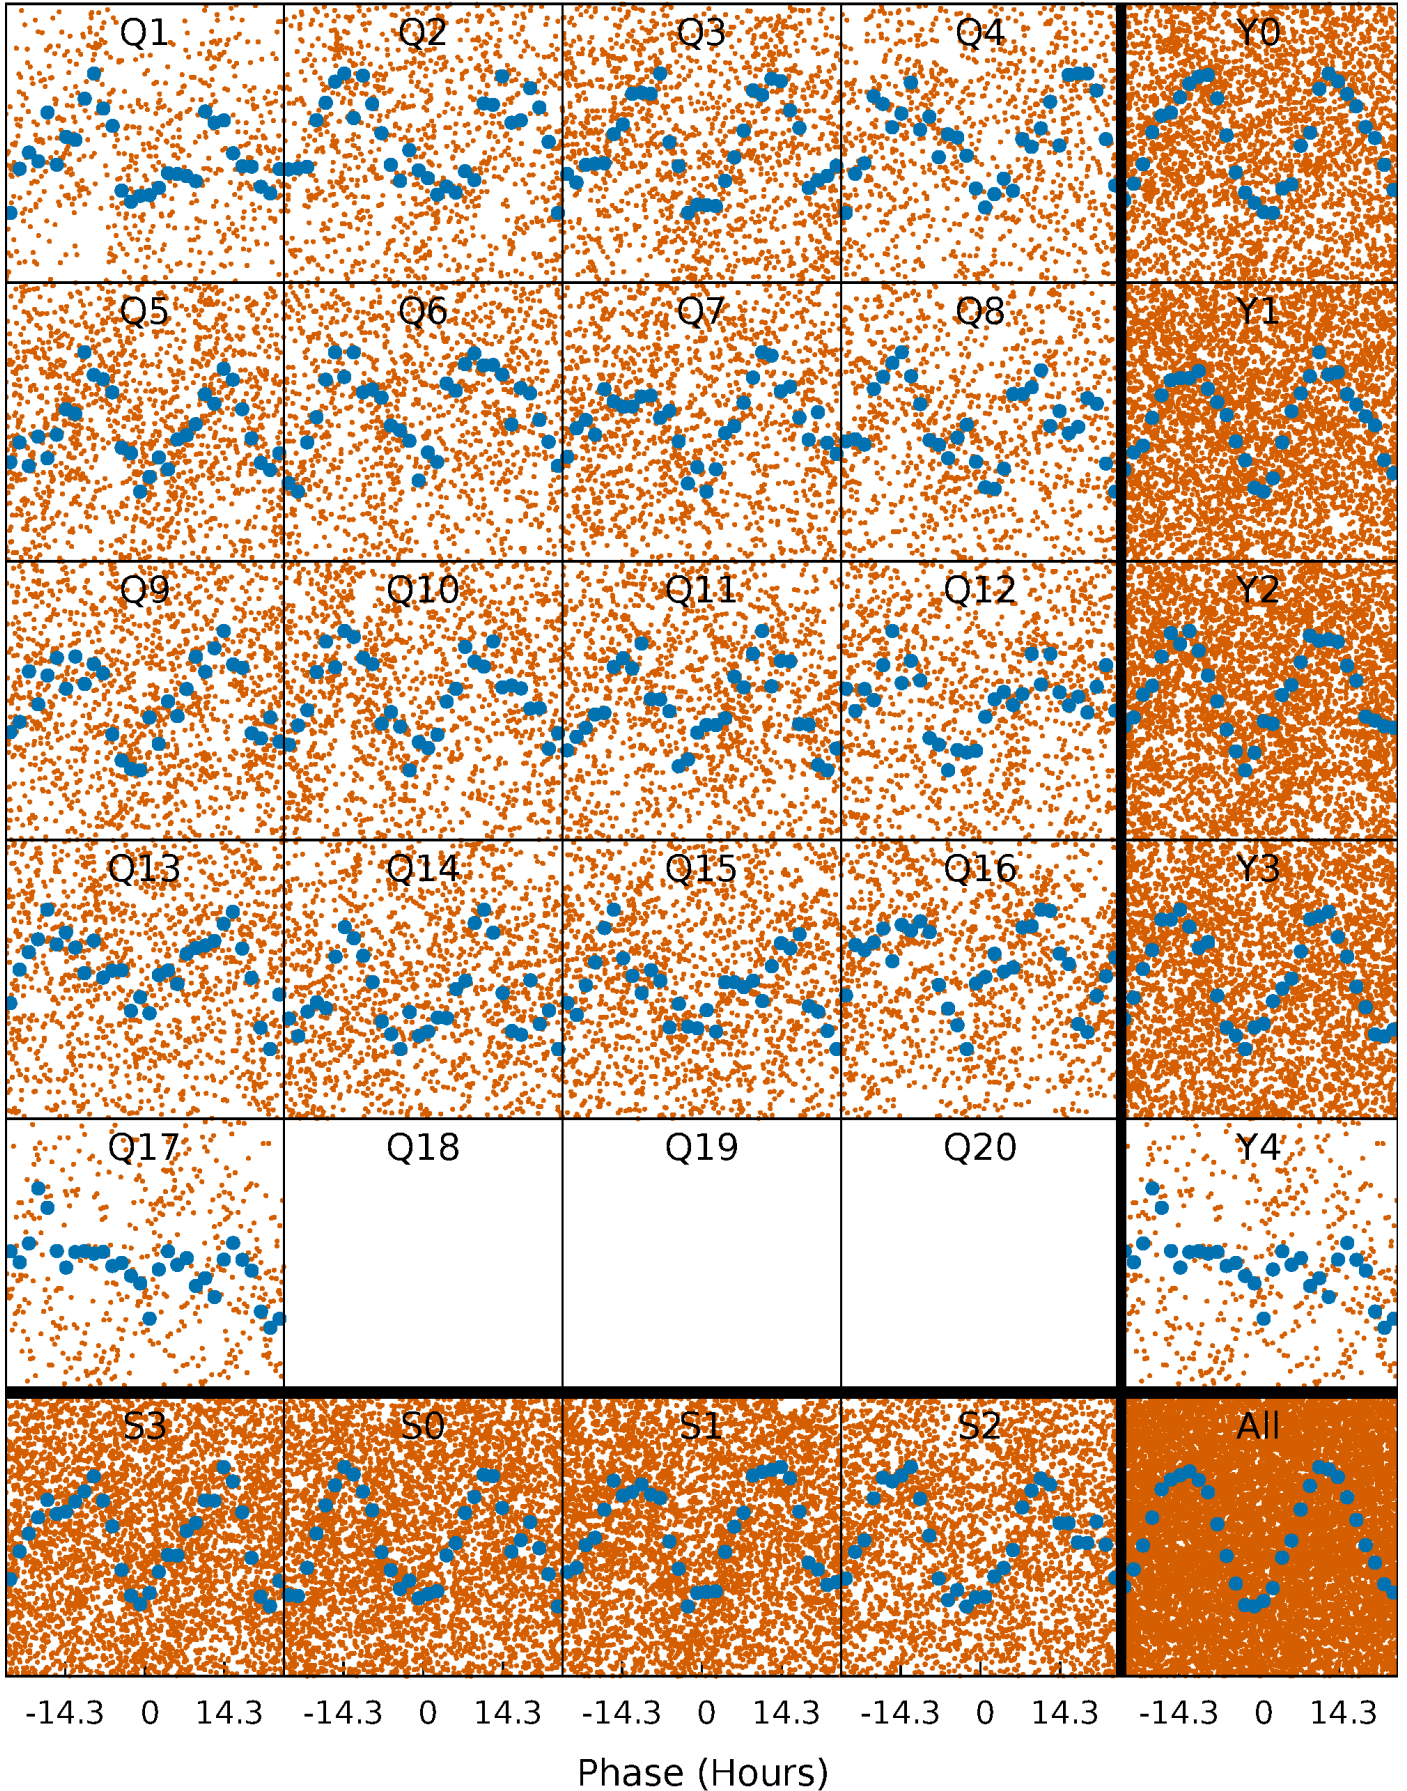 Q1 Q2 Q3 Q4 Y0
Q5 Q6 Q7 Q8 Y1
Q9 Q10 Q11 Q12 Y2
Q13 Q14 Q15 Q16 Y3
Q17 Q18 Q19 Q20 Y4
S3 S0 S1 S2 All
-14.3 0 14.3 -14.3 0 14.3 -14.3 0 14.3 -14.3 0 14.3 -14.3 0 14.3
Phase (Hours)